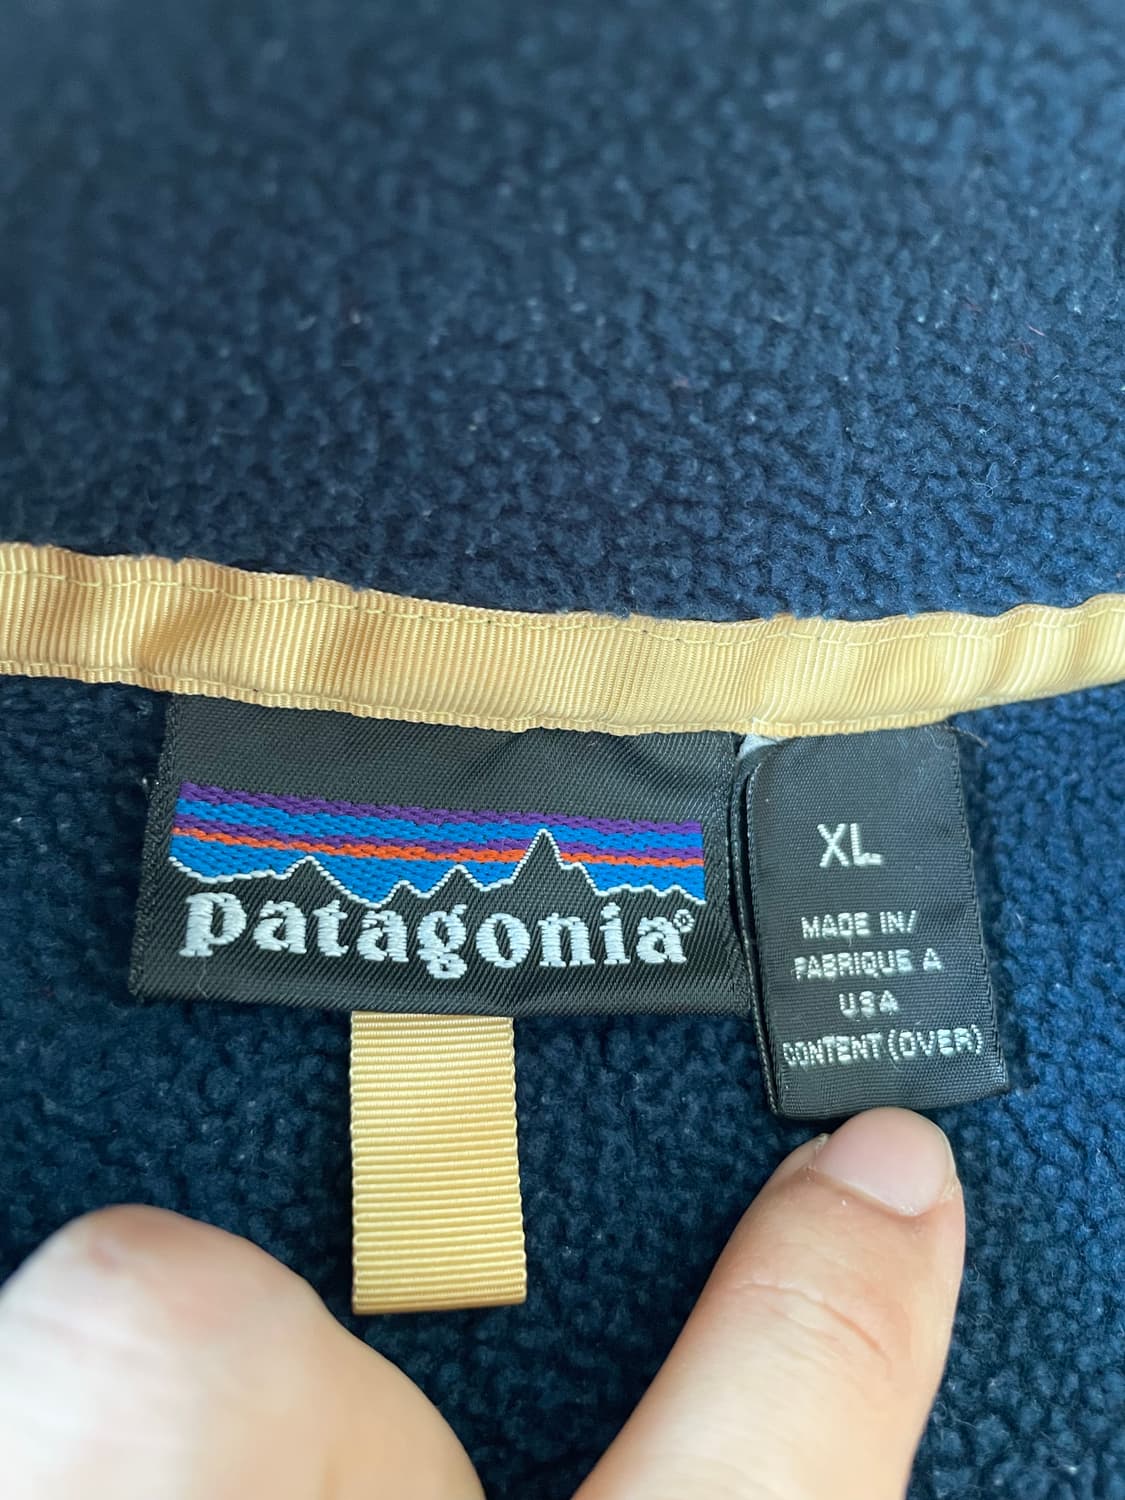 patagonia®
XL
MADE IN/
FABRIQUE A
USA
CONTENT (OVER)